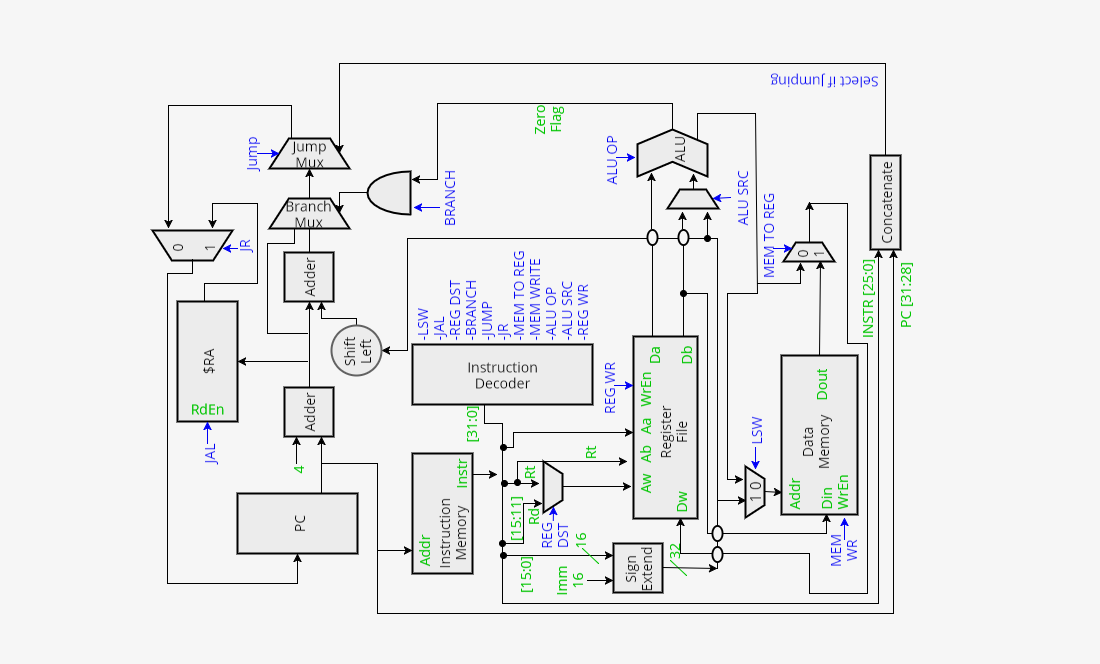 Select if jumping
Zero
Flag
Jump
Jump
Mux
ALU OP
ALU
BRANCH
ALU SRC
Branch
Mux
MEM TO REG
Concatenate
0
1
JR
0
1
Adder
INSTR [25:0]
PC [31:28]
-LSW
-JAL
-REG DST
-BRANCH
-JUMP
-JR
-MEM TO REG
-MEM WRITE
-ALU OP
-ALU SRC
-REG WR
Shift
Left
$RA
RdEn
Instruction
Decoder
Da
Db
REG WR
WrEn
Register
File
Aa
Ab
Aw
Dw
Dout
Data
Memory
Addr
Din
WrEn
Adder
[31:0]
LSW
JAL
4
Rt
Rt
1 0
Instr
Instruction
Memory
Addr
PC
[15:11]
Rd
REG
DST
16
32
MEM
WR
[15:0]
Imm
16
Sign
Extend